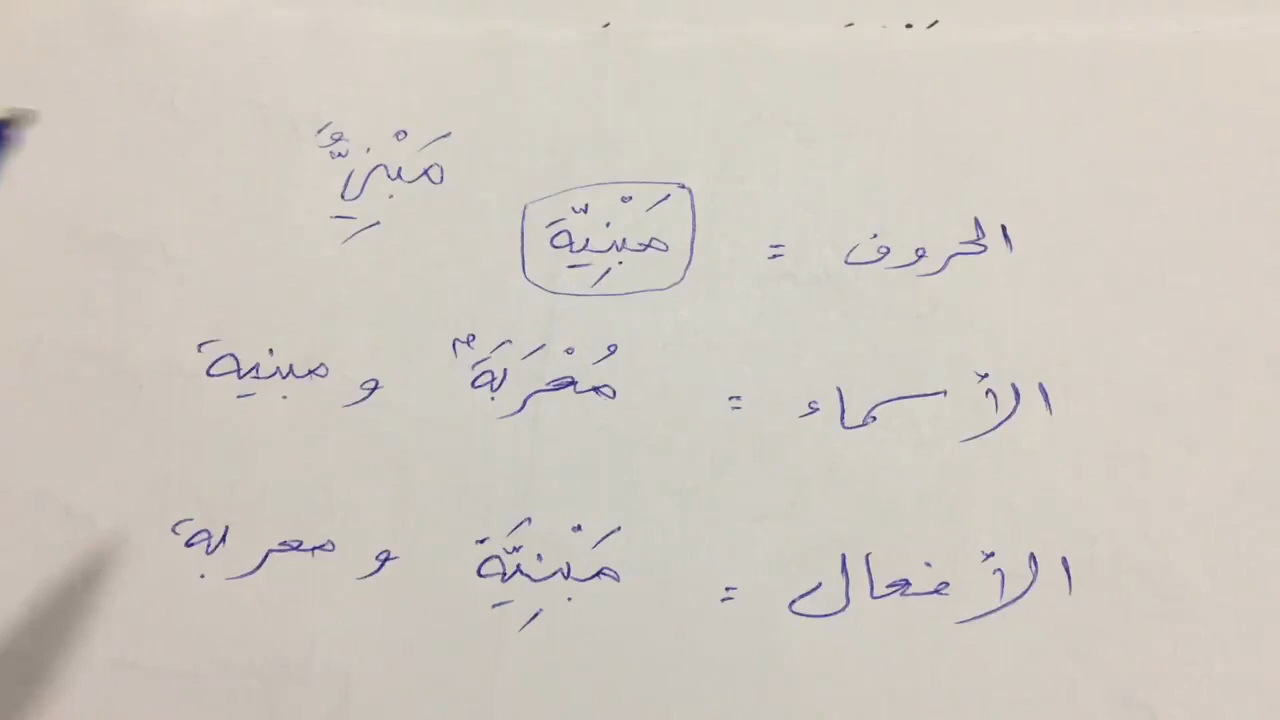 مَبْنِيٌّ
الحروف = مَبْنِيَّة
الأسماء = مُعْرَبَة و مبنية
الأفعال = مَبْنِيَّة و معربة